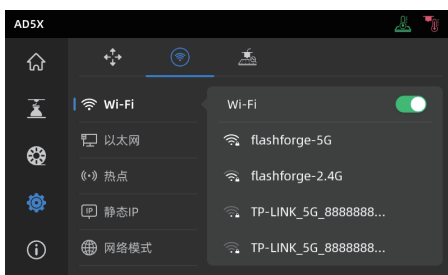 AD5X
Wi-Fi
以太网
热点
IP
静态IP
网络模式
Wi-Fi
flashforge-5G
flashforge-2.4G
TP-LINK_5G_8888888...
TP-LINK_5G_8888888...